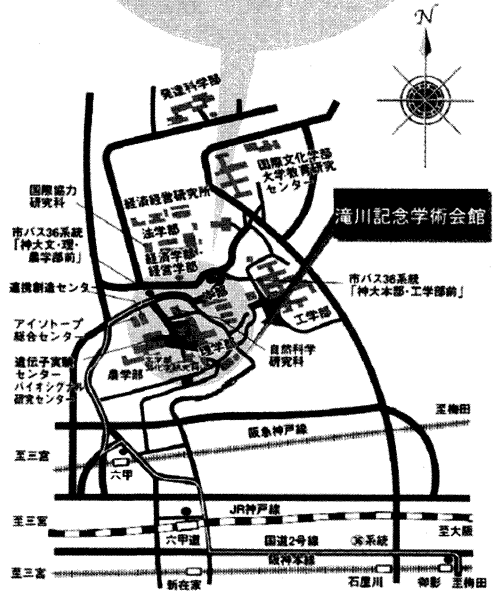 N
発達科学部
国際文化学部
大学教育研究
センター
国際協力
研究科
経済経営研究所
法学部
経済学部
経営学部
滝川記念学術会館
市バス36系統
「神大文・理・
農学部前」
連携創造センター
市バス36系統
「神大本部・工学部前」
工学部
アイソトープ
総合センター
遺伝子実験
センター
バイオシグナル
研究センター
農学部
理学部
自然科学
研究科
至梅田
阪急神戸線
至三宮
六甲
JR神戸線
至三宮
六甲道
国道2号線
㊱系統
至大阪
阪神本線
至三宮
新在家
石屋川
御影
至梅田